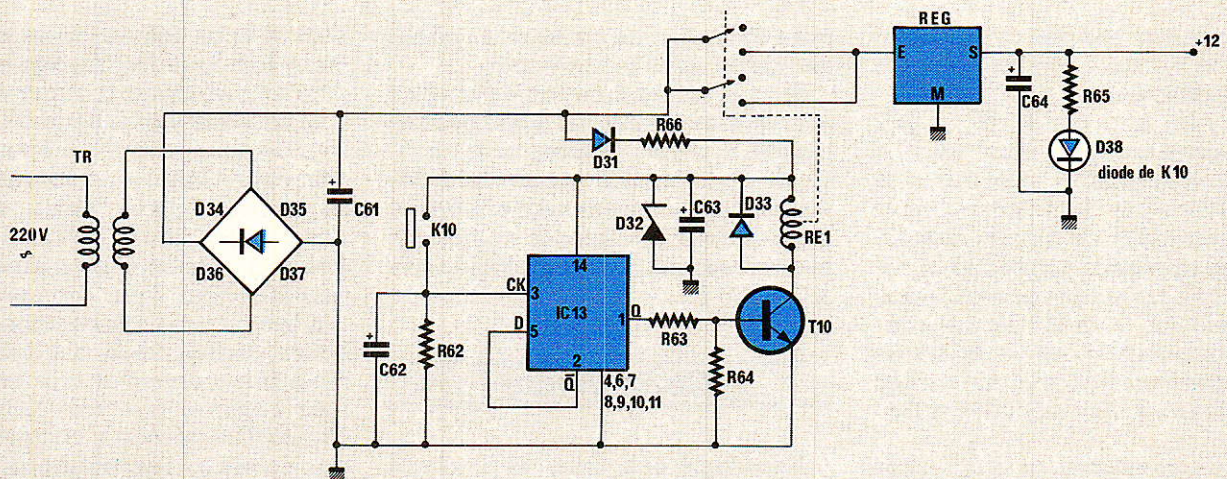 REG
+12
E
S
M
C64
R65
D38
diode de K10
R66
D31
TR
D34
D35
C61
220V
D36
D37
K10
D32
C63
D33
RE1
14
CK
3
IC13
D
5
1
Q
2
Q̅
4,6,7
8,9,10,11
R63
T10
C62
R62
R64